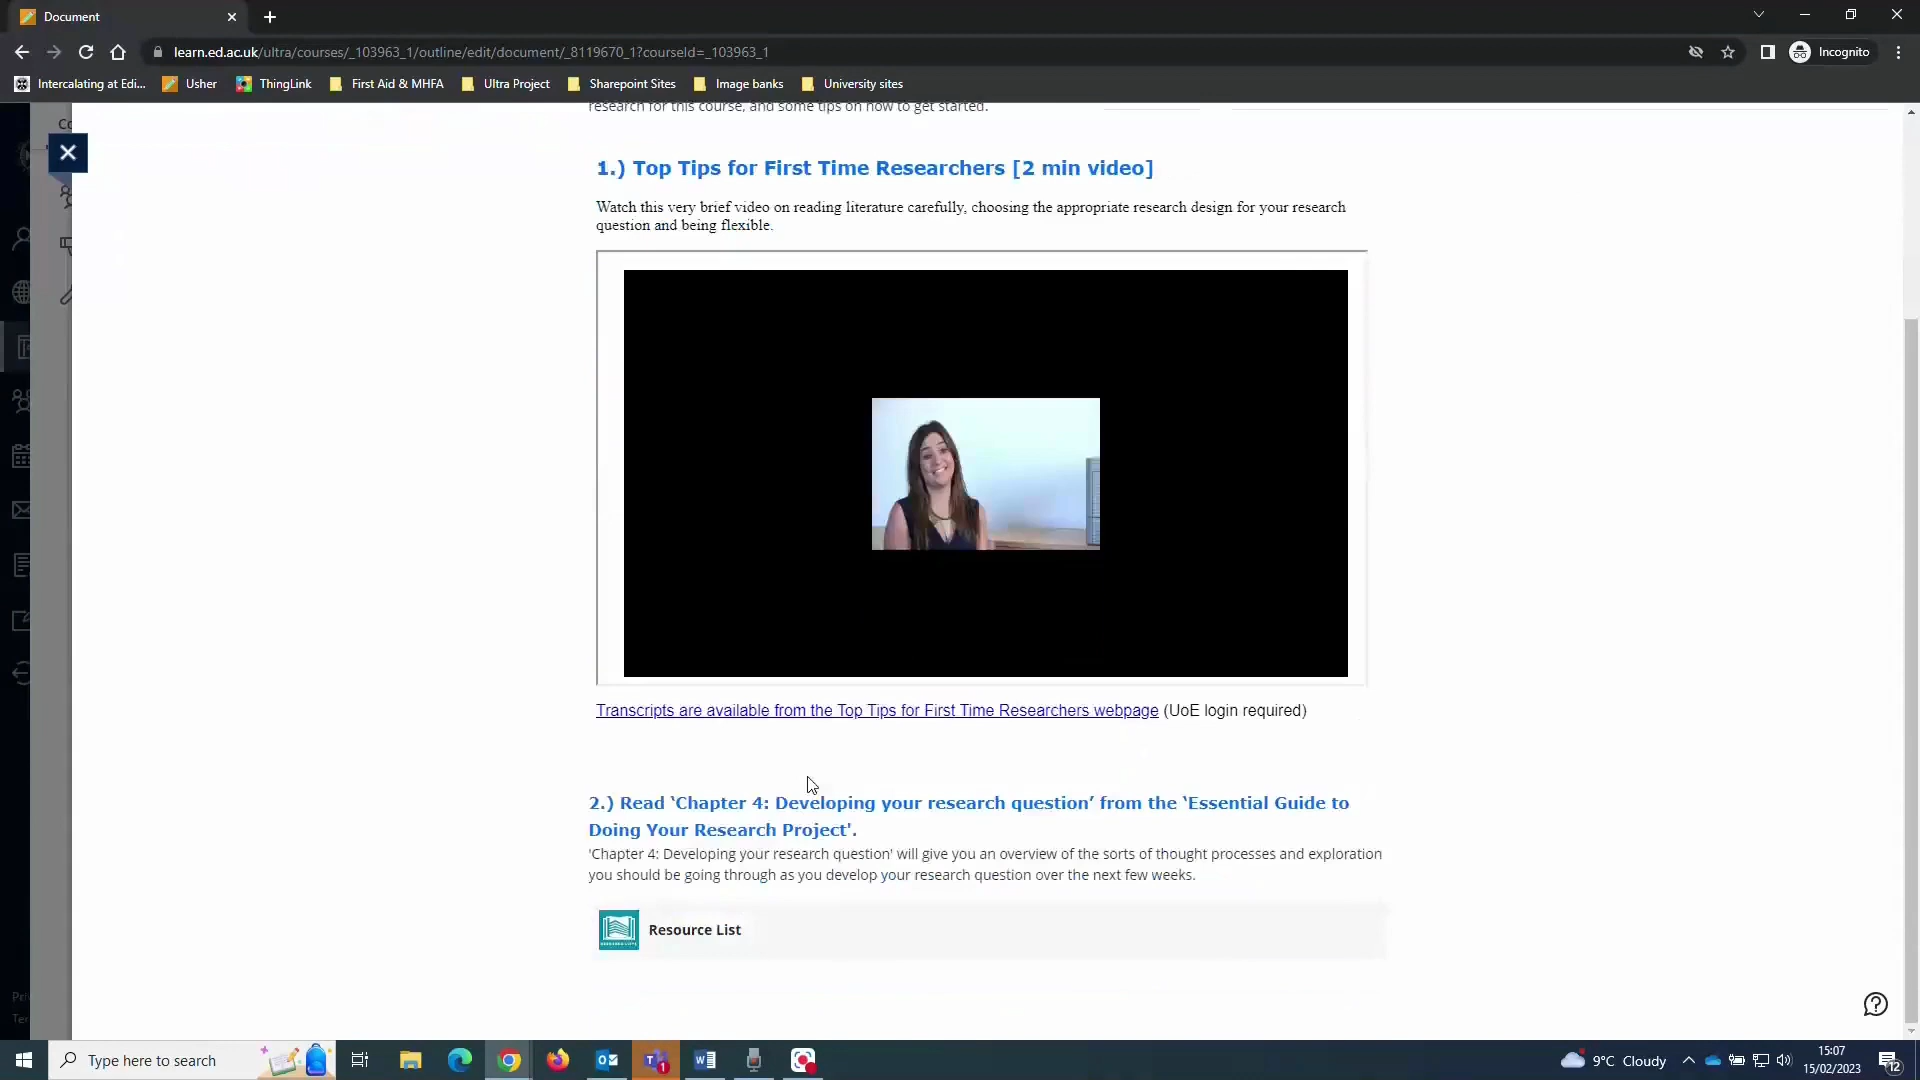 Document
learn.ed.ac.uk/ultra/courses/_103963_1/outline/edit/document/_8119670_1?courseId=_103963_1
Incognito
Intercalating at Edi...
Usher
ThingLink
First Aid & MHFA
Ultra Project
Sharepoint Sites
Image banks
University sites
research for this course, and some tips on how to get started.
1.) Top Tips for First Time Researchers [2 min video]
Watch this very brief video on reading literature carefully, choosing the appropriate research design for your research
question and being flexible.
Transcripts are available from the Top Tips for First Time Researchers webpage (UoE login required)
2.) Read ‘Chapter 4: Developing your research question’ from the ‘Essential Guide to
Doing Your Research Project'.
'Chapter 4: Developing your research question' will give you an overview of the sorts of thought processes and exploration
you should be going through as you develop your research question over the next few weeks.
Resource List
Type here to search
9°C Cloudy
15:07
15/02/2023
12